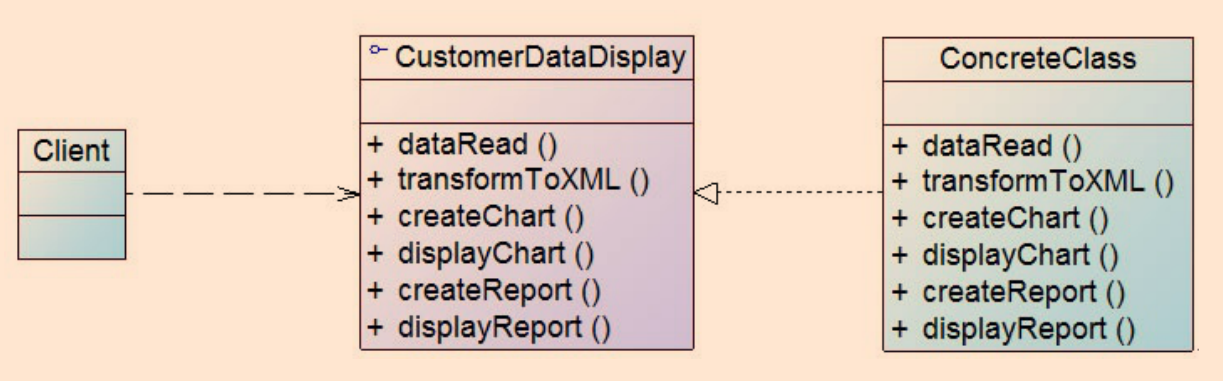 Client
CustomerDataDisplay
+ dataRead ()
+ transformToXML ()
+ createChart ()
+ displayChart ()
+ createReport ()
+ displayReport ()
ConcreteClass
+ dataRead ()
+ transformToXML ()
+ createChart ()
+ displayChart ()
+ createReport ()
+ displayReport ()